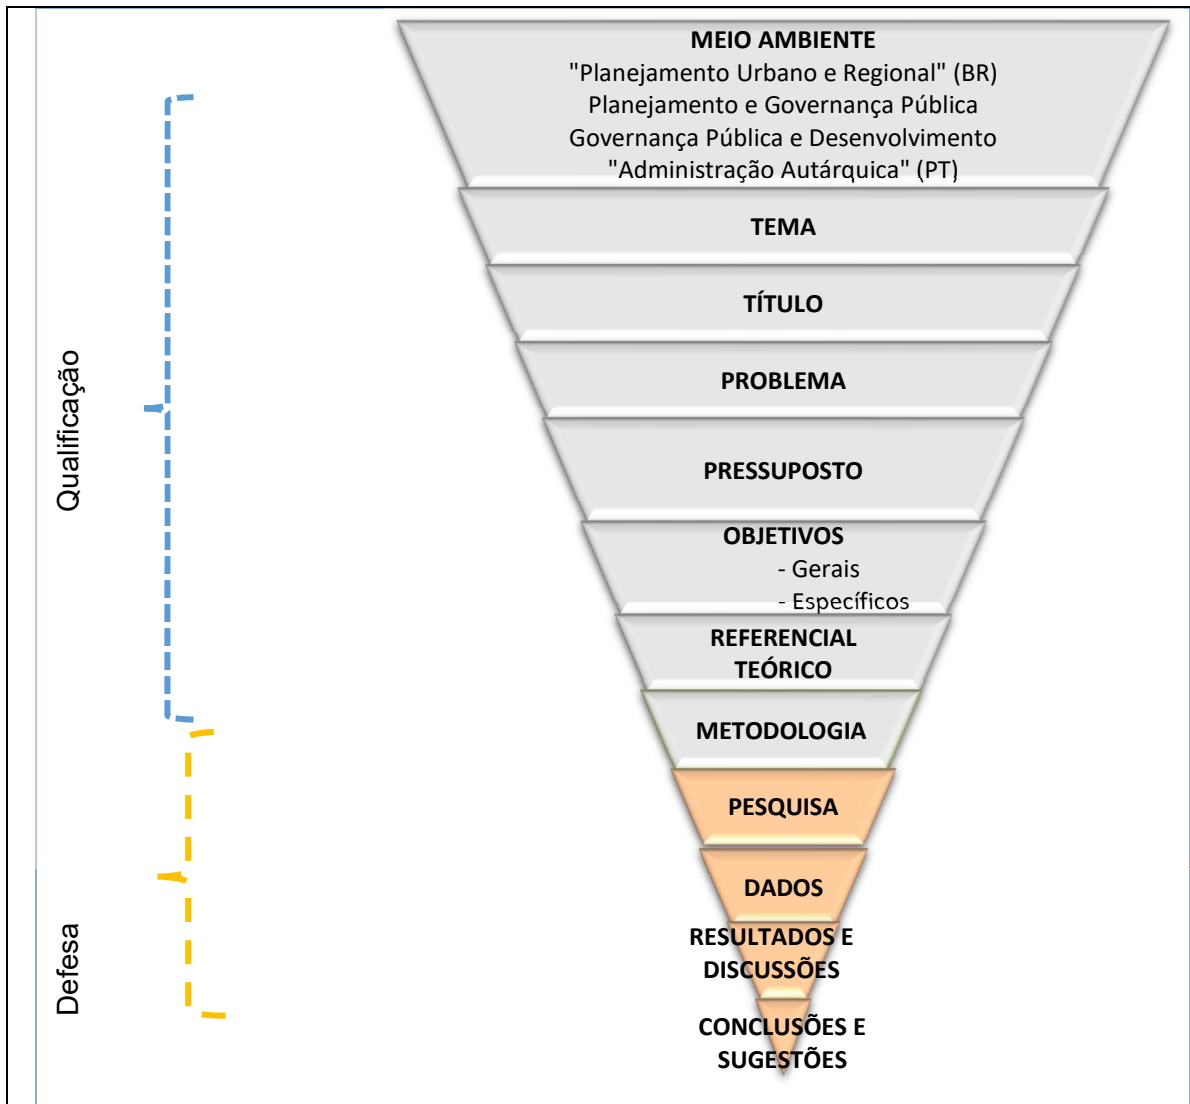 MEIO AMBIENTE
"Planejamento Urbano e Regional" (BR)
Planejamento e Governança Pública
Governança Pública e Desenvolvimento
"Administração Autárquica" (PT)
TEMA
TÍTULO
PROBLEMA
PRESSUPOSTO
OBJETIVOS
- Gerais
- Específicos
REFERENCIAL
TEÓRICO
METODOLOGIA
PESQUISA
DADOS
RESULTADOS E
DISCUSSÕES
CONCLUSÕES E
SUGESTÕES
Qualificação
Defesa